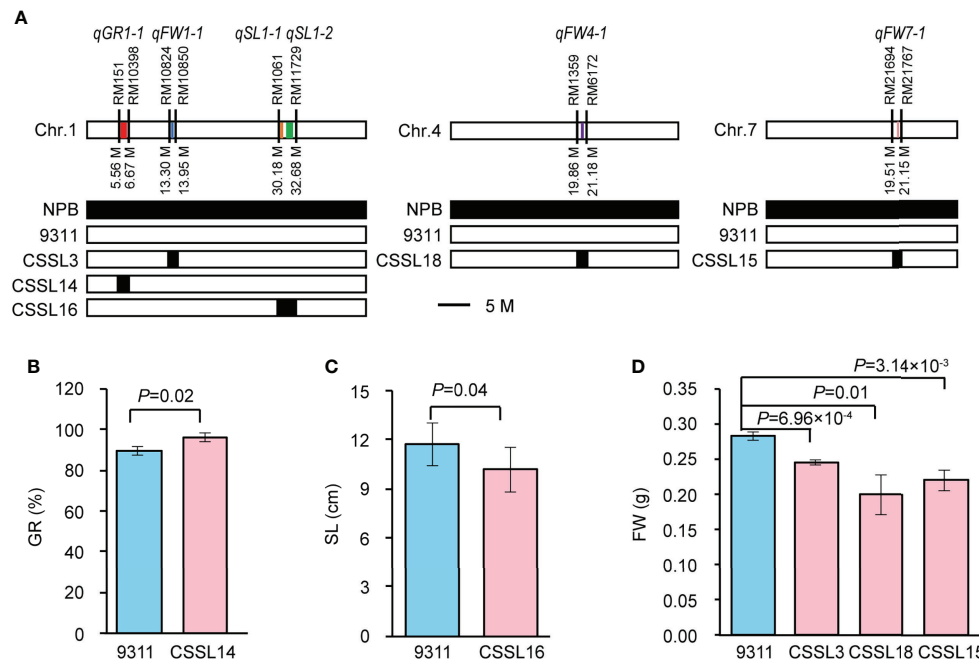 A
qGR1-1 qFW1-1 qSL1-1 qSL1-2 qFW4-1 qFW7-1
RM151 RM10398 RM10824 RM10850 RM1061 RM11729 RM1359 RM6172 RM21694 RM21767
Chr.1 Chr.4 Chr.7
5.56 M 6.67 M 13.30 M 13.95 M 30.18 M 32.68 M 19.86 M 21.18 M 19.51 M 21.15 M
NPB NPB NPB
9311 9311 9311
CSSL3 CSSL18 CSSL15
CSSL14
CSSL16
5 M
B
P=0.02
GR (%)
120
100
80
60
40
20
0
9311 CSSL14
C
P=0.04
SL (cm)
15
12
9
6
3
0
9311 CSSL16
D
P=3.14×10-3
P=0.01
P=6.96×10-4
FW (g)
0.35
0.30
0.25
0.20
0.15
0.10
0.05
0.00
9311 CSSL3 CSSL18 CSSL15